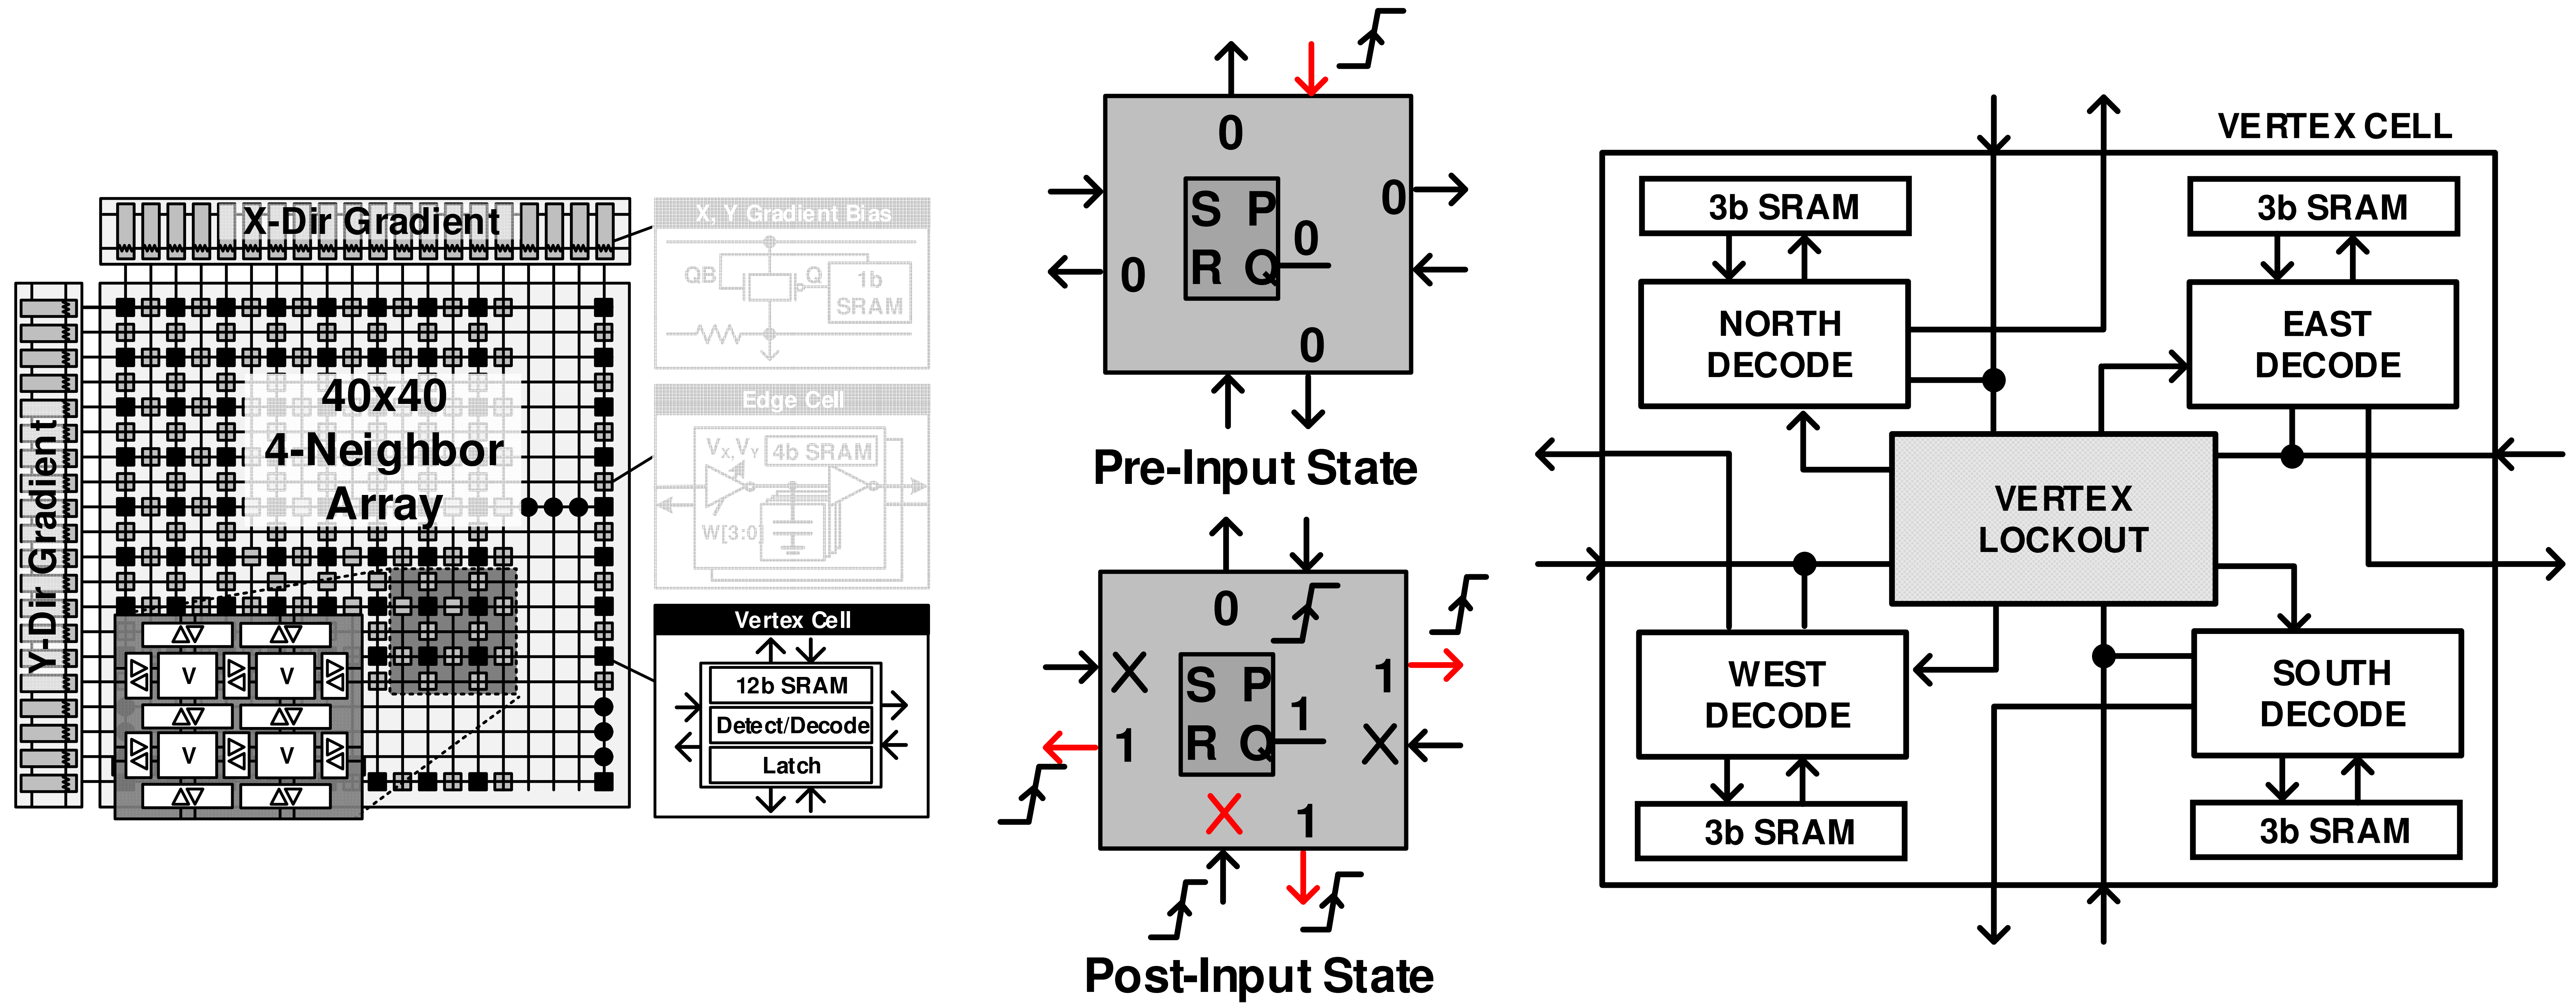 X-Dir Gradient
Y-Dir Gradient
40x40
4-Neighbor
Array
V
V
V
V
X, Y Gradient Bias
QB
Q
1b
SRAM
Edge Cell
VX,VY
4b SRAM
W[3:0]
Vertex Cell
12b SRAM
Detect/Decode
Latch
0
S P
0
R Q
0
0
0
Pre-Input State
0
X
S P
1
1
R Q
1
X
X
1
Post-Input State
VERTEX CELL
3b SRAM
3b SRAM
NORTH
DECODE
EAST
DECODE
VERTEX
LOCKOUT
WEST
DECODE
SOUTH
DECODE
3b SRAM
3b SRAM